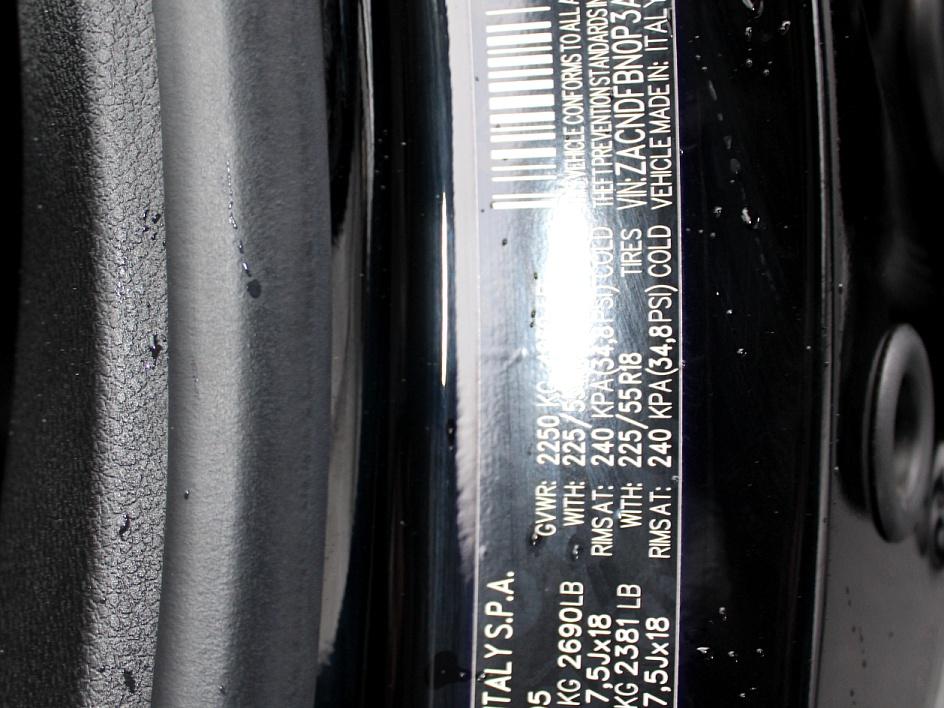 ITALY S.P.A.
05 GVWR: 2250 KG VEHICLE CONFORMS TO ALL A
KG 2690LB WITH: 225/55 THEFT PREVENTION STANDARDS IN
7,5Jx18 RIMS AT: 240 KPA(34,8PSI) COLD VIN: ZACNDFBN0P3A
KG 2381 LB WITH: 225/55R18 TIRES
7,5Jx18 RIMS AT: 240 KPA(34,8PSI) COLD VEHICLE MADE IN: ITALY